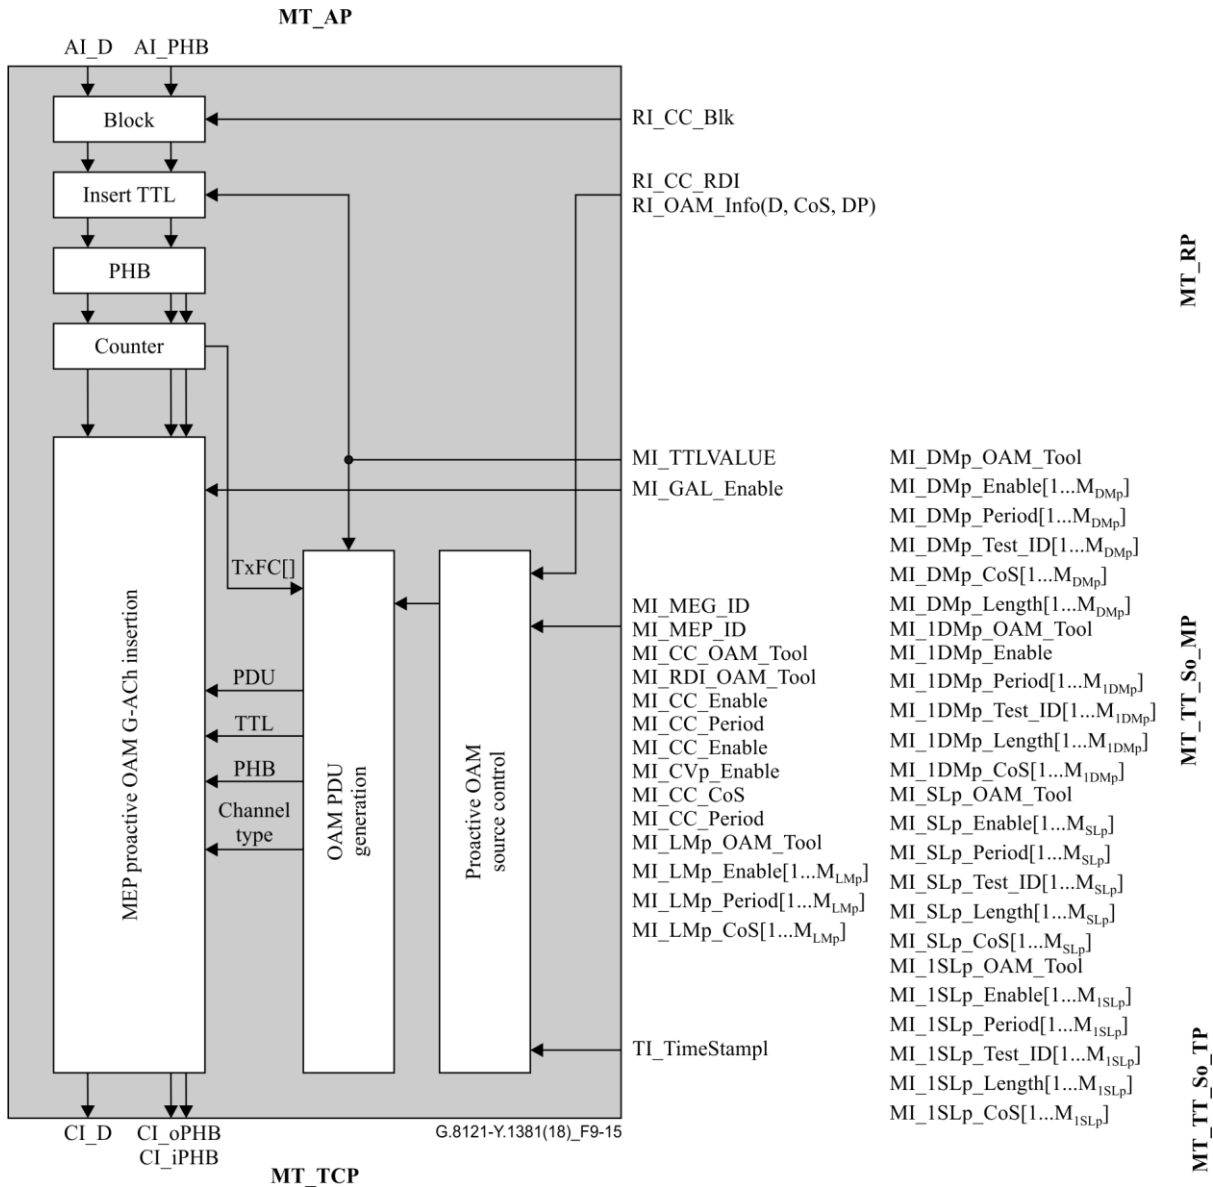 MT_AP
AI_D AI_PHB
Block
RI_CC_Blk
Insert TTL
RI_CC_RDI
RI_OAM_Info(D, CoS, DP)
PHB
MT_RP
Counter
MI_TTLVALUE
MI_GAL_Enable
TxFC[]
MEP proactive OAM G-ACh insertion
PDU
TTL
PHB
Channel
type
OAM PDU
generation
Proactive OAM
source control
MI_MEG_ID
MI_MEP_ID
MI_CC_OAM_Tool
MI_RDI_OAM_Tool
MI_CC_Enable
MI_CC_Period
MI_CC_Enable
MI_CVp_Enable
MI_CC_CoS
MI_CC_Period
MI_LMp_OAM_Tool
MI_LMp_Enable[1...M_LMp]
MI_LMp_Period[1...M_LMp]
MI_LMp_CoS[1...M_LMp]
TI_TimeStampl
MI_DMp_OAM_Tool
MI_DMp_Enable[1...M_DMp]
MI_DMp_Period[1...M_DMp]
MI_DMp_Test_ID[1...M_DMp]
MI_DMp_CoS[1...M_DMp]
MI_DMp_Length[1...M_DMp]
MI_1DMp_OAM_Tool
MI_1DMp_Enable
MI_1DMp_Period[1...M_1DMp]
MI_1DMp_Test_ID[1...M_1DMp]
MI_1DMp_Length[1...M_1DMp]
MI_1DMp_CoS[1...M_1DMp]
MI_SLp_OAM_Tool
MI_SLp_Enable[1...M_SLp]
MI_SLp_Period[1...M_SLp]
MI_SLp_Test_ID[1...M_SLp]
MI_SLp_Length[1...M_SLp]
MI_SLp_CoS[1...M_SLp]
MI_1SLp_OAM_Tool
MI_1SLp_Enable[1...M_1SLp]
MI_1SLp_Period[1...M_1SLp]
MI_1SLp_Test_ID[1...M_1SLp]
MI_1SLp_Length[1...M_1SLp]
MI_1SLp_CoS[1...M_1SLp]
MT_TT_So_MP
MT_TT_So_TP
CI_D CI_oPHB
CI_iPHB
G.8121-Y.1381(18)_F9-15
MT_TCP